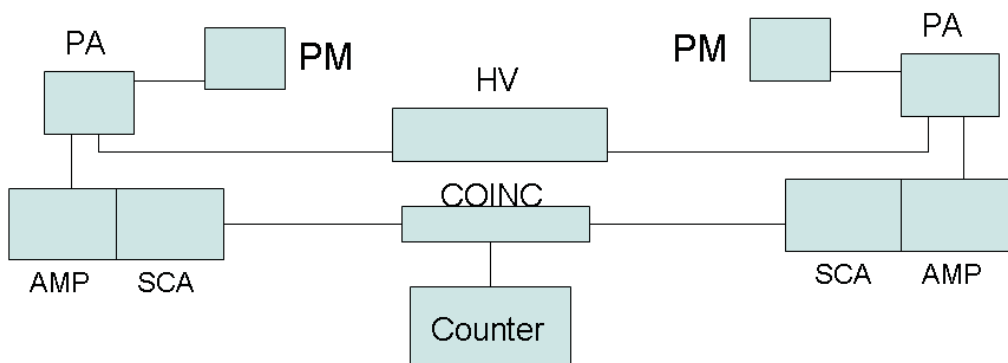 PA
PM
HV
PM
PA
COINC
AMP
SCA
SCA
AMP
Counter